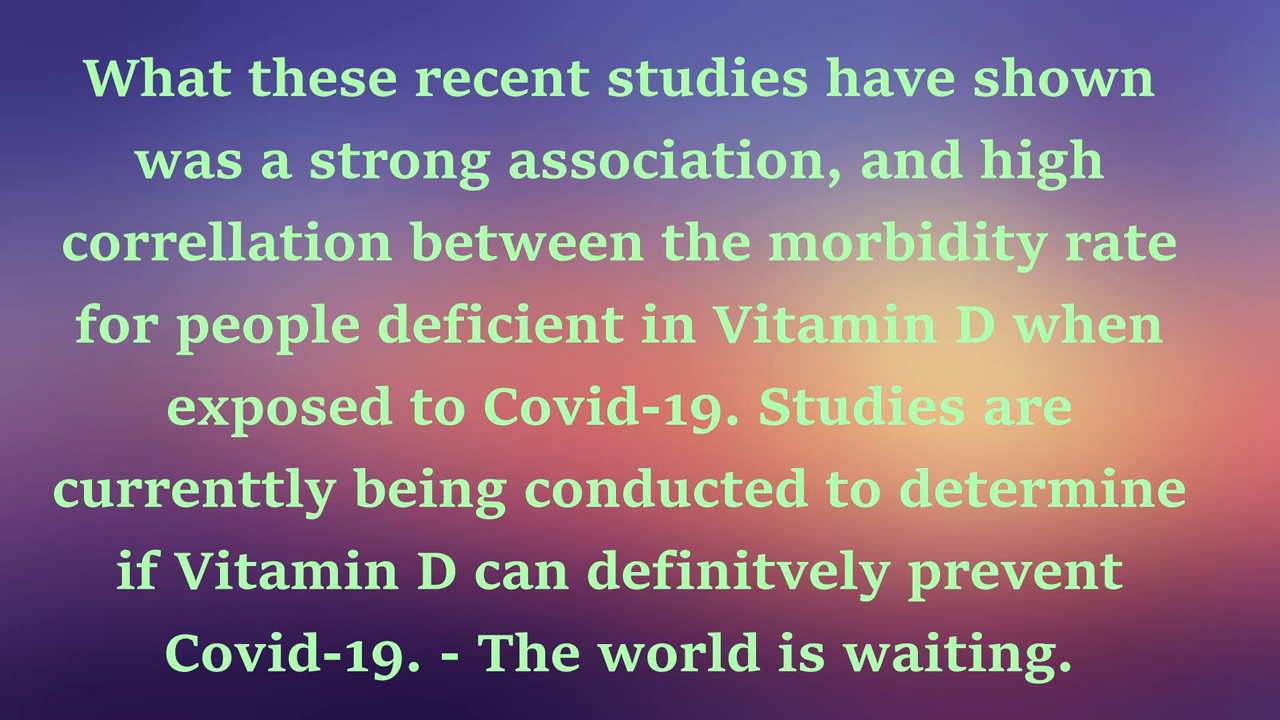 What these recent studies have shown
was a strong association, and high
correllation between the morbidity rate
for people deficient in Vitamin D when
exposed to Covid-19. Studies are
currenttly being conducted to determine
if Vitamin D can definitvely prevent
Covid-19. - The world is waiting.